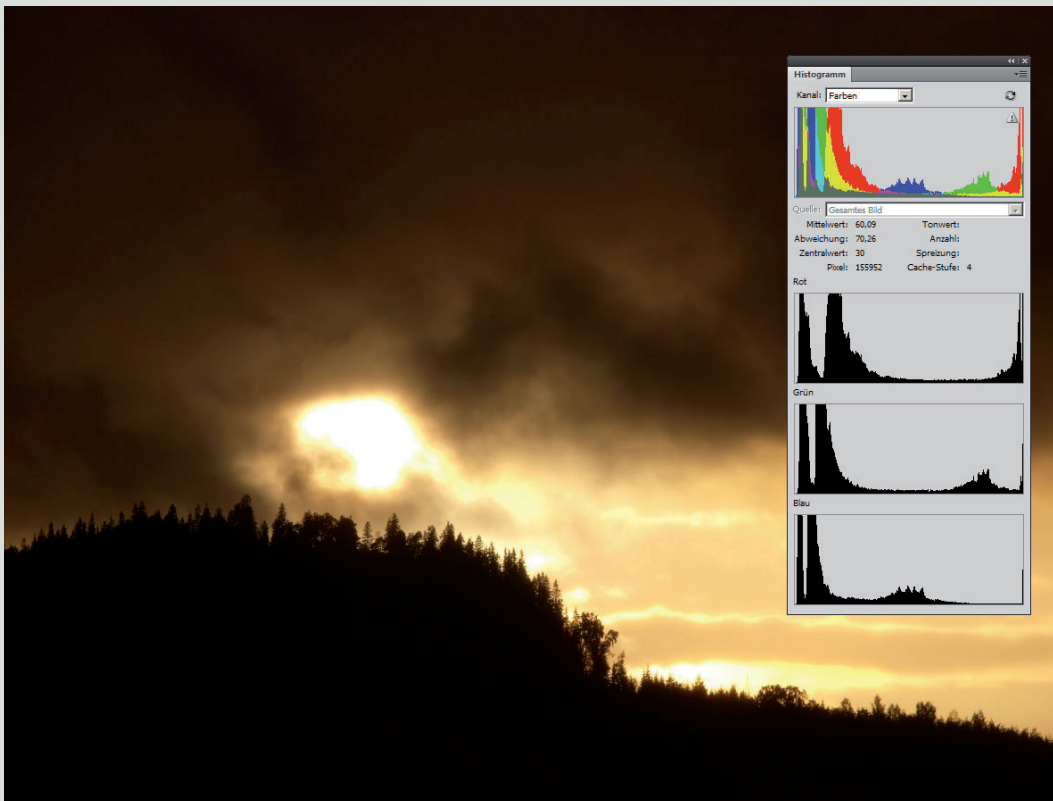 Histogramm
Kanal: Farben
Quelle: Gesamtes Bild
Mittelwert: 60,09 Tonwert:
Abweichung: 70,26 Anzahl:
Zentralwert: 30 Spreizung:
Pixel: 155952 Cache-Stufe: 4
Rot
Grün
Blau